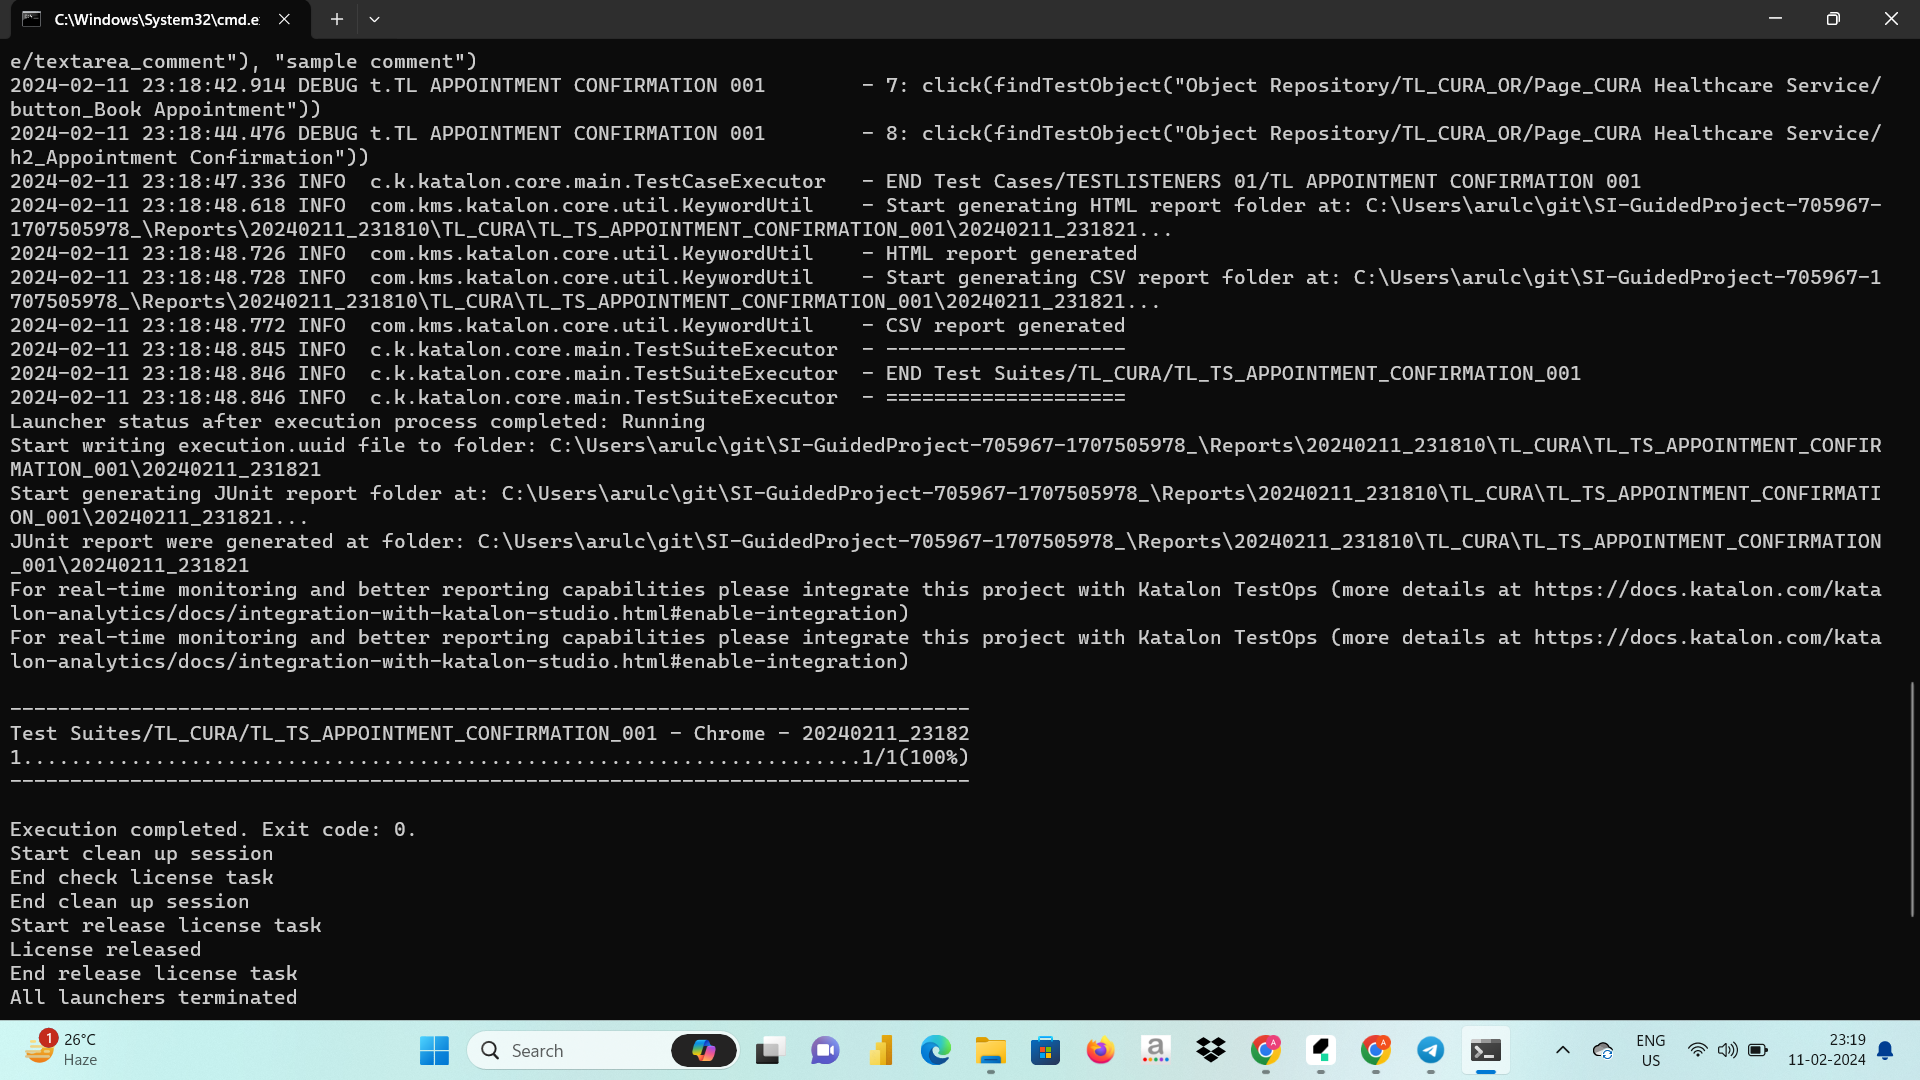 C:\Windows\System32\cmd.e
e/textarea_comment"), "sample comment")
2024-02-11 23:18:42.914 DEBUG t.TL APPOINTMENT CONFIRMATION 001        - 7: click(findTestObject("Object Repository/TL_CURA_OR/Page_CURA Healthcare Service/
button_Book Appointment"))
2024-02-11 23:18:44.476 DEBUG t.TL APPOINTMENT CONFIRMATION 001        - 8: click(findTestObject("Object Repository/TL_CURA_OR/Page_CURA Healthcare Service/
h2_Appointment Confirmation"))
2024-02-11 23:18:47.336 INFO  c.k.katalon.core.main.TestCaseExecutor   - END Test Cases/TESTLISTENERS 01/TL APPOINTMENT CONFIRMATION 001
2024-02-11 23:18:48.618 INFO  com.kms.katalon.core.util.KeywordUtil    - Start generating HTML report folder at: C:\Users\arulc\git\SI-GuidedProject-705967-
1707505978_\Reports\20240211_231810\TL_CURA\TL_TS_APPOINTMENT_CONFIRMATION_001\20240211_231821...
2024-02-11 23:18:48.726 INFO  com.kms.katalon.core.util.KeywordUtil    - HTML report generated
2024-02-11 23:18:48.728 INFO  com.kms.katalon.core.util.KeywordUtil    - Start generating CSV report folder at: C:\Users\arulc\git\SI-GuidedProject-705967-1
707505978_\Reports\20240211_231810\TL_CURA\TL_TS_APPOINTMENT_CONFIRMATION_001\20240211_231821...
2024-02-11 23:18:48.772 INFO  com.kms.katalon.core.util.KeywordUtil    - CSV report generated
2024-02-11 23:18:48.845 INFO  c.k.katalon.core.main.TestSuiteExecutor  - --------------------
2024-02-11 23:18:48.846 INFO  c.k.katalon.core.main.TestSuiteExecutor  - END Test Suites/TL_CURA/TL_TS_APPOINTMENT_CONFIRMATION_001
2024-02-11 23:18:48.846 INFO  c.k.katalon.core.main.TestSuiteExecutor  - ====================
Launcher status after execution process completed: Running
Start writing execution.uuid file to folder: C:\Users\arulc\git\SI-GuidedProject-705967-1707505978_\Reports\20240211_231810\TL_CURA\TL_TS_APPOINTMENT_CONFIR
MATION_001\20240211_231821
Start generating JUnit report folder at: C:\Users\arulc\git\SI-GuidedProject-705967-1707505978_\Reports\20240211_231810\TL_CURA\TL_TS_APPOINTMENT_CONFIRMATI
ON_001\20240211_231821...
JUnit report were generated at folder: C:\Users\arulc\git\SI-GuidedProject-705967-1707505978_\Reports\20240211_231810\TL_CURA\TL_TS_APPOINTMENT_CONFIRMATION
_001\20240211_231821
For real-time monitoring and better reporting capabilities please integrate this project with Katalon TestOps (more details at https://docs.katalon.com/kata
lon-analytics/docs/integration-with-katalon-studio.html#enable-integration)
For real-time monitoring and better reporting capabilities please integrate this project with Katalon TestOps (more details at https://docs.katalon.com/kata
lon-analytics/docs/integration-with-katalon-studio.html#enable-integration)
--------------------------------------------------------------------------------
Test Suites/TL_CURA/TL_TS_APPOINTMENT_CONFIRMATION_001 - Chrome - 20240211_23182
1......................................................................1/1(100%)
--------------------------------------------------------------------------------
Execution completed. Exit code: 0.
Start clean up session
End check license task
End clean up session
Start release license task
License released
End release license task
All launchers terminated
1
26°C
Haze
Search
ENG
US
23:19
11-02-2024